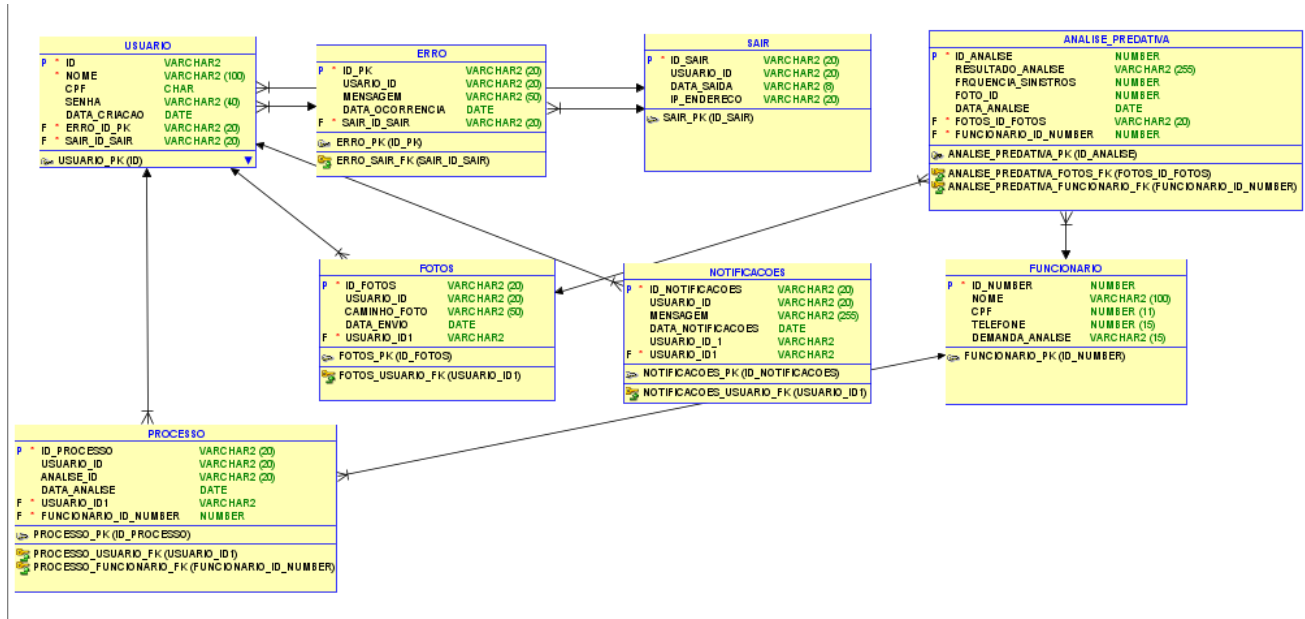 USUARIO
P * ID VARCHAR2
* NOME VARCHAR2 (100)
CPF CHAR
SENHA VARCHAR2 (40)
DATA_CRIACAO DATE
F * ERRO_ID_PK VARCHAR2 (20)
F * SAIR_ID_SAIR VARCHAR2 (20)
USUARIO_PK (ID)
ERRO
P * ID_PK VARCHAR2 (20)
USARIO_ID VARCHAR2 (20)
MENSAGEM VARCHAR2 (50)
DATA_OCORRENCIA DATE
F * SAIR_ID_SAIR VARCHAR2 (20)
ERRO_PK (ID_PK)
ERRO_SAIR_FK (SAIR_ID_SAIR)
SAIR
P * ID_SAIR VARCHAR2 (20)
USUARIO_ID VARCHAR2 (20)
DATA_SAIDA VARCHAR2 (8)
IP_ENDERECO VARCHAR2 (20)
SAIR_PK (ID_SAIR)
ANALISE_PREDATIVA
P * ID_ANALISE NUMBER
RESULTADO_ANALISE VARCHAR2 (255)
FRQUENCIA_SINISTROS NUMBER
FOTO_ID NUMBER
DATA_ANALISE DATE
F * FOTOS_ID_FOTOS VARCHAR2 (20)
F * FUNCIONARIO_ID_NUMBER NUMBER
ANALISE_PREDATIVA_PK (ID_ANALISE)
ANALISE_PREDATIVA_FOTOS_FK (FOTOS_ID_FOTOS)
ANALISE_PREDATIVA_FUNCIONARIO_FK (FUNCIONARIO_ID_NUMBER)
FOTOS
P * ID_FOTOS VARCHAR2 (20)
USUARIO_ID VARCHAR2 (20)
CAMINHO_FOTO VARCHAR2 (50)
DATA_ENVIO DATE
F * USUARIO_ID1 VARCHAR2
FOTOS_PK (ID_FOTOS)
FOTOS_USUARIO_FK (USUARIO_ID1)
NOTIFICACOES
P * ID_NOTIFICACOES VARCHAR2 (20)
USUARIO_ID VARCHAR2 (20)
MENSAGEM VARCHAR2 (255)
DATA_NOTIFICACOES DATE
USUARIO_ID_1 VARCHAR2
F * USUARIO_ID1 VARCHAR2
NOTIFICACOES_PK (ID_NOTIFICACOES)
NOTIFICACOES_USUARIO_FK (USUARIO_ID1)
FUNCIONARIO
P * ID_NUMBER NUMBER
NOME VARCHAR2 (100)
CPF NUMBER (11)
TELEFONE NUMBER (15)
DEMANDA_ANALISE VARCHAR2 (15)
FUNCIONARIO_PK (ID_NUMBER)
PROCESSO
P * ID_PROCESSO VARCHAR2 (20)
USUARIO_ID VARCHAR2 (20)
ANALISE_ID VARCHAR2 (20)
DATA_ANALISE DATE
F * USUARIO_ID1 VARCHAR2
F * FUNCIONARIO_ID_NUMBER NUMBER
PROCESSO_PK (ID_PROCESSO)
PROCESSO_USUARIO_FK (USUARIO_ID1)
PROCESSO_FUNCIONARIO_FK (FUNCIONARIO_ID_NUMBER)